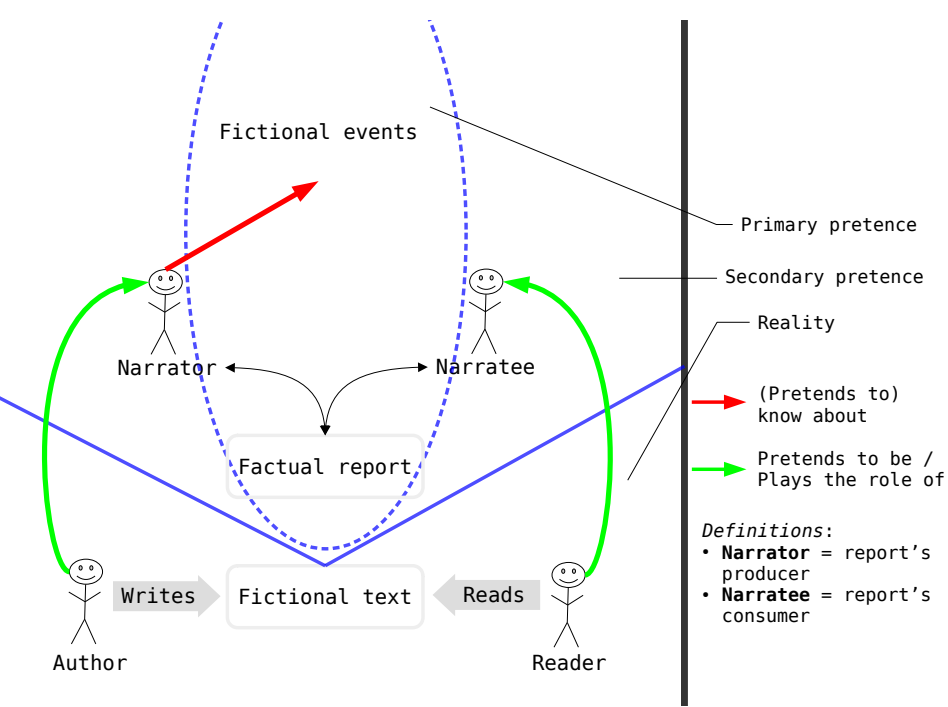 Fictional events
Primary pretence
Secondary pretence
Reality
Narrator
Narratee
(Pretends to)
know about
Factual report
Pretends to be /
Plays the role of
Definitions:
• Narrator = report’s
producer
• Narratee = report’s
consumer
Writes
Fictional text
Reads
Author
Reader